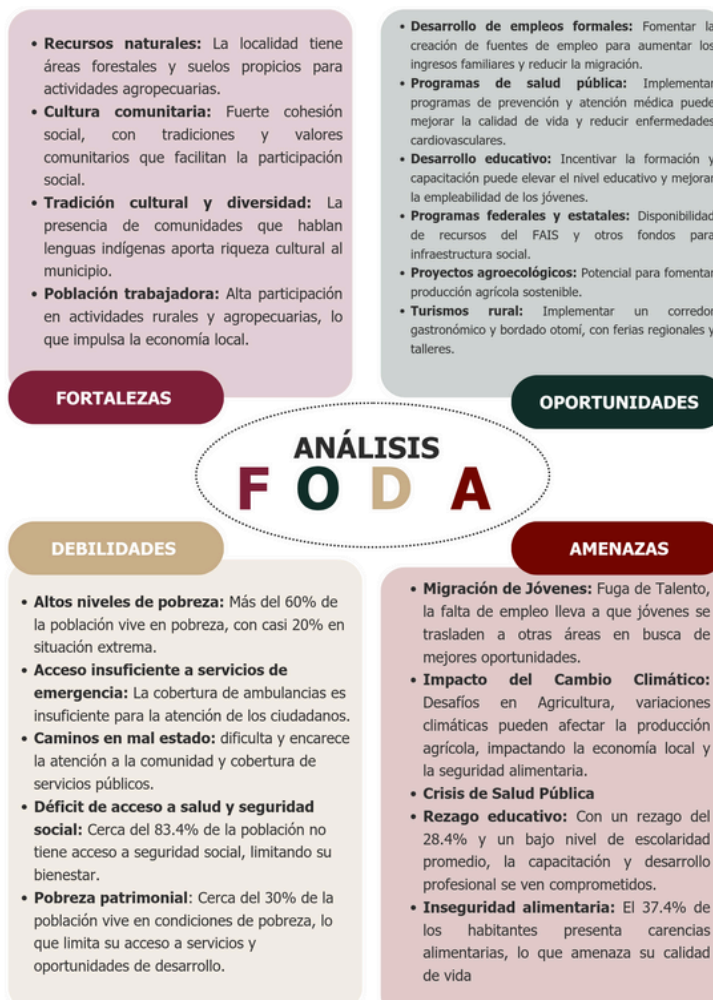 • Recursos naturales: La localidad tiene
áreas forestales y suelos propicios para
actividades agropecuarias.
• Cultura comunitaria: Fuerte cohesión
social, con tradiciones y valores
comunitarios que facilitan la participación
social.
• Tradición cultural y diversidad: La
presencia de comunidades que hablan
lenguas indígenas aporta riqueza cultural al
municipio.
• Población trabajadora: Alta participación
en actividades rurales y agropecuarias, lo
que impulsa la economía local.
FORTALEZAS
• Desarrollo de empleos formales: Fomentar la
creación de fuentes de empleo para aumentar los
ingresos familiares y reducir la migración.
• Programas de salud pública: Implementar
programas de prevención y atención médica puede
mejorar la calidad de vida y reducir enfermedades
cardiovasculares.
• Desarrollo educativo: Incentivar la formación y
capacitación puede elevar el nivel educativo y mejorar
la empleabilidad de los jóvenes.
• Programas federales y estatales: Disponibilidad
de recursos del FAIS y otros fondos para
infraestructura social.
• Proyectos agroecológicos: Potencial para fomentar
producción agrícola sostenible.
• Turismos rural: Implementar un corredor
gastronómico y bordado otomí, con ferias regionales y
talleres.
OPORTUNIDADES
ANÁLISIS
F O D A
DEBILIDADES
• Altos niveles de pobreza: Más del 60% de
la población vive en pobreza, con casi 20% en
situación extrema.
• Acceso insuficiente a servicios de
emergencia: La cobertura de ambulancias es
insuficiente para la atención de los ciudadanos.
• Caminos en mal estado: dificulta y encarece
la atención a la comunidad y cobertura de
servicios públicos.
• Déficit de acceso a salud y seguridad
social: Cerca del 83.4% de la población no
tiene acceso a seguridad social, limitando su
bienestar.
• Pobreza patrimonial: Cerca del 30% de la
población vive en condiciones de pobreza, lo
que limita su acceso a servicios y
oportunidades de desarrollo.
AMENAZAS
• Migración de Jóvenes: Fuga de Talento,
la falta de empleo lleva a que jóvenes se
trasladen a otras áreas en busca de
mejores oportunidades.
• Impacto del Cambio Climático:
Desafíos en Agricultura, variaciones
climáticas pueden afectar la producción
agrícola, impactando la economía local y
la seguridad alimentaria.
• Crisis de Salud Pública
• Rezago educativo: Con un rezago del
28.4% y un bajo nivel de escolaridad
promedio, la capacitación y desarrollo
profesional se ven comprometidos.
• Inseguridad alimentaria: El 37.4% de
los habitantes presenta carencias
alimentarias, lo que amenaza su calidad
de vida